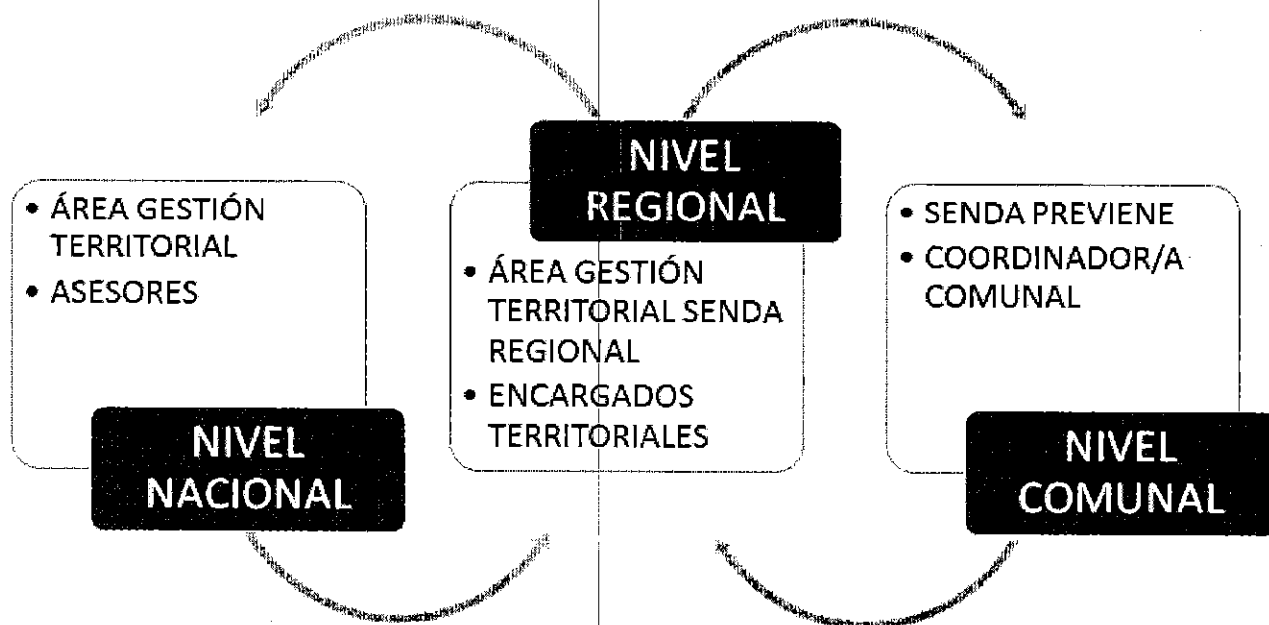 • ÁREA GESTIÓN
TERRITORIAL
• ASESORES
NIVEL
NACIONAL
NIVEL
REGIONAL
• ÁREA GESTIÓN
TERRITORIAL SENDA
REGIONAL
• ENCARGADOS
TERRITORIALES
• SENDA PREVIENE
• COORDINADOR/A
COMUNAL
NIVEL
COMUNAL